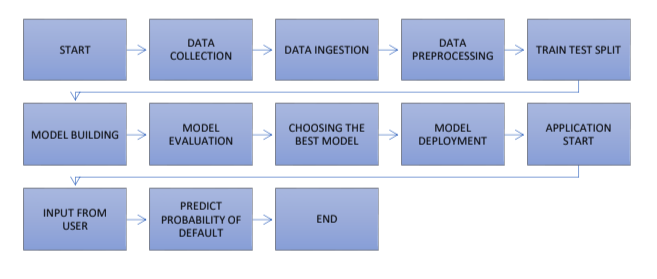 START
DATA
COLLECTION
DATA INGESTION
DATA
PREPROCESSING
TRAIN TEST SPLIT
MODEL BUILDING
MODEL
EVALUATION
CHOOSING THE
BEST MODEL
MODEL
DEPLOYMENT
APPLICATION
START
INPUT FROM
USER
PREDICT
PROBABILITY OF
DEFAULT
END